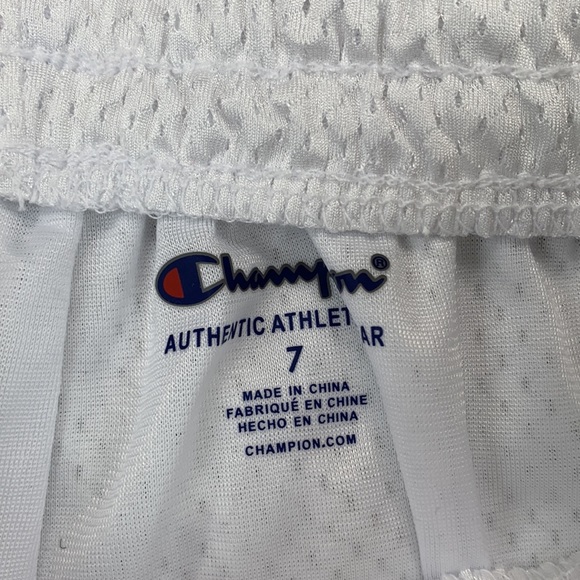 Champion®
AUTHENTIC ATHLET AR
7
MADE IN CHINA
FABRIQUÉ EN CHINE
HECHO EN CHINA
CHAMPION.COM